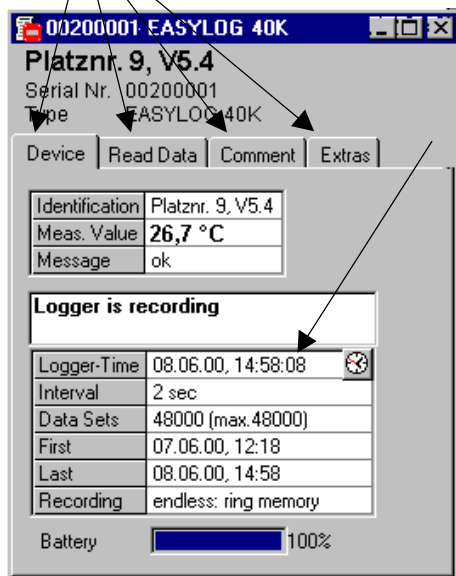 00200001 EASYLOG 40K
Platznr. 9, V5.4
Serial Nr. 00200001
Type EASYLOG 40K
Device Read Data Comment Extras
Identification Platznr. 9, V5.4
Meas. Value 26,7 °C
Message ok
Logger is recording
Logger-Time 08.06.00, 14:58:08
Interval 2 sec
Data Sets 48000 (max.48000)
First 07.06.00, 12:18
Last 08.06.00, 14:58
Recording endless: ring memory
Battery 100%